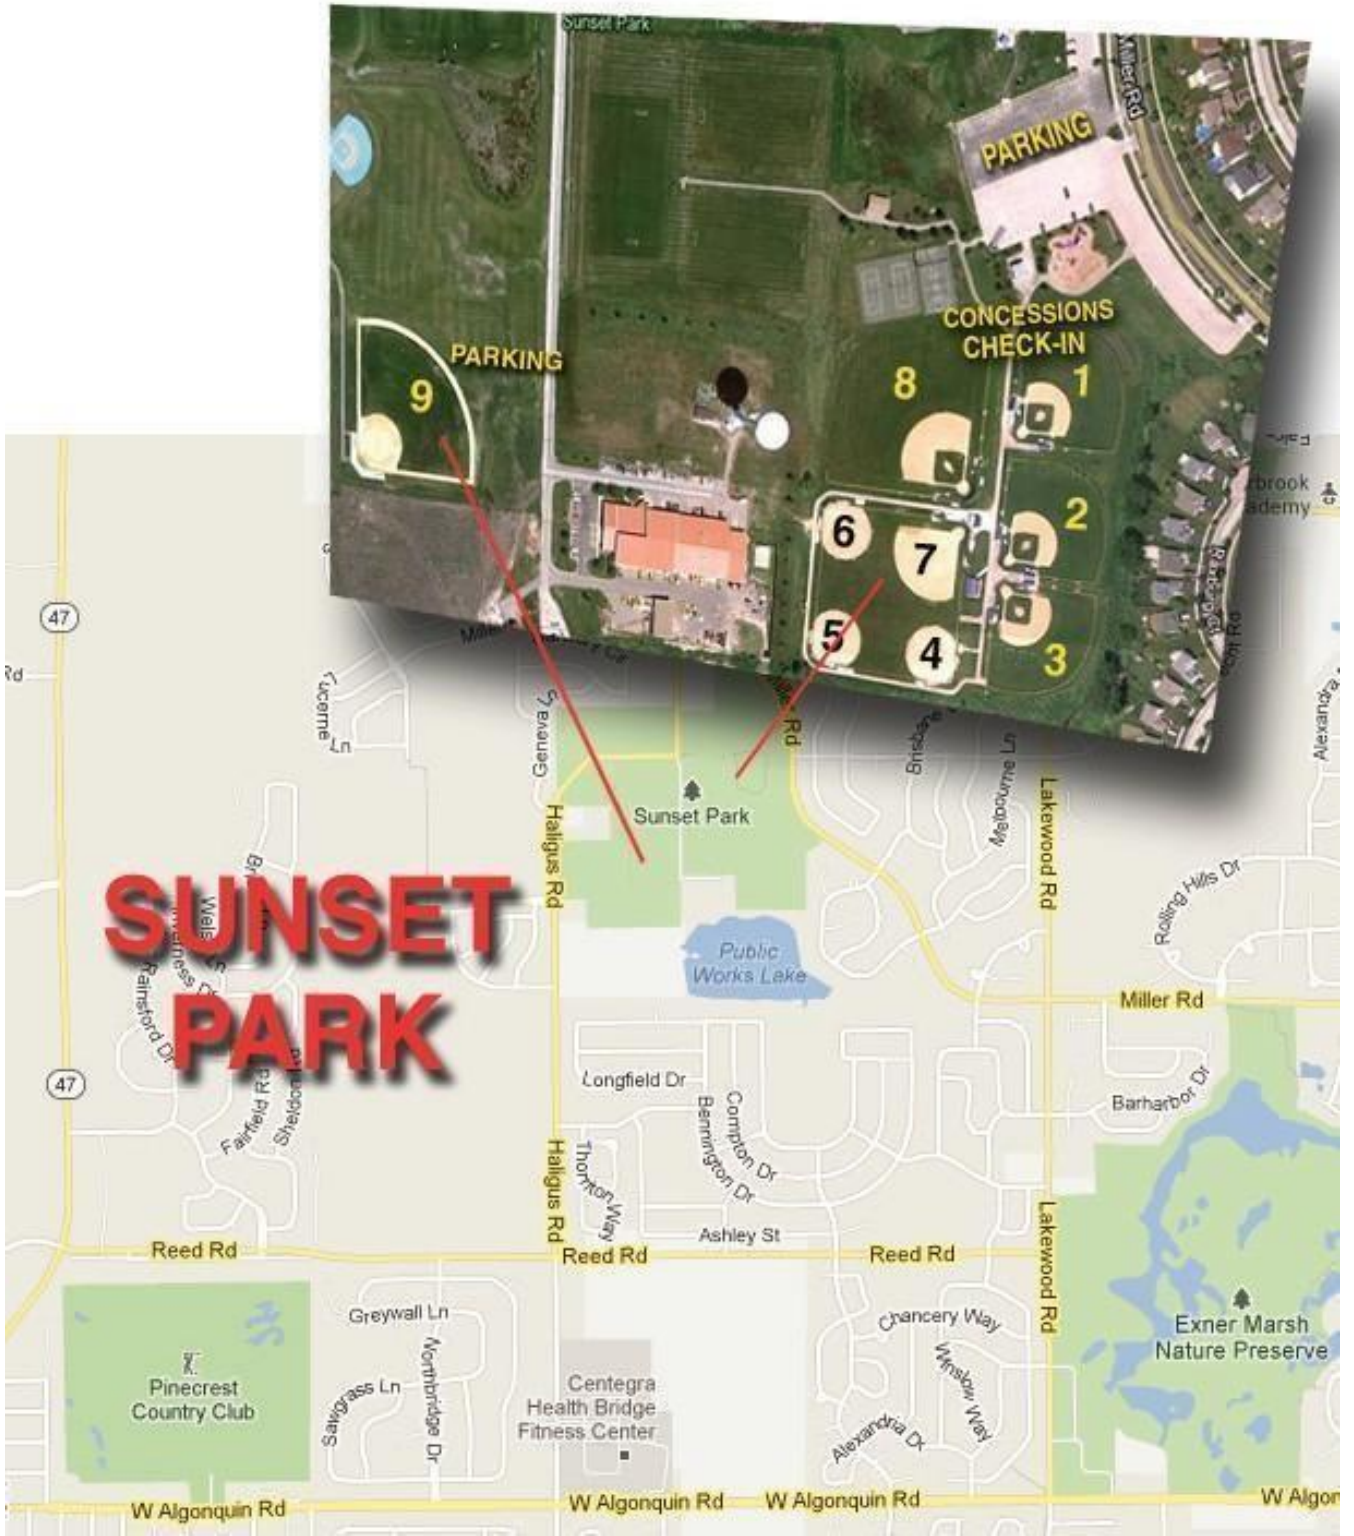 Sunset Park
Miller Rd
PARKING
CONCESSIONS
CHECK-IN
PARKING
9
8
1
2
6
7
5
4
3
47
Lucerne Ln
Geneva
Brisbane
Melbourne Ln
Alexandra
Haligus Rd
Sunset Park
Lakewood Rd
Rolling Hills Dr
SUNSET
PARK
Rainsford Dr
Public
Works Lake
Miller Rd
47
Longfield Dr
Compton Dr
Bennington Dr
Barharbor Dr
Fairfield Rd
Sheldon
Haligus Rd
Thornton Way
Ashley St
Lakewood Rd
Reed Rd
Reed Rd
Reed Rd
Greywall Ln
Northbridge Dr
Sawgrass Ln
Chancery Way
Winslow Way
Alexandria Dr
Exner Marsh
Nature Preserve
Pinecrest
Country Club
Centegra
Health Bridge
Fitness Center
W Algonquin Rd
W Algonquin Rd
W Algonquin Rd
W Algon